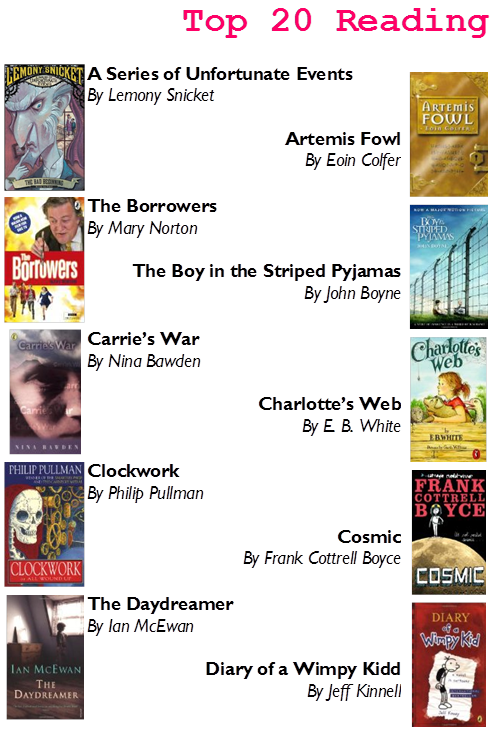 Top 20 Reading
LEMONY SNICKET
THE BAD BEGINNING
A Series of Unfortunate Events
By Lemony Snicket
ARTEMIS
FOWL
EOIN COLFER
Artemis Fowl
By Eoin Colfer
The
Borrowers
The Borrowers
By Mary Norton
THE BOY IN THE
STRIPED PYJAMAS
The Boy in the Striped Pyjamas
By John Boyne
Carrie's War
NINA BAWDEN
Carrie's War
By Nina Bawden
Charlotte's
Web
E.B.WHITE
Charlotte's Web
By E. B. White
PHILIP PULLMAN
CLOCKWORK
OR ALL WOUND UP
Clockwork
By Philip Pullman
FRANK
COTTRELL
BOYCE
COSMIC
Cosmic
By Frank Cottrell Boyce
IAN McEWAN
THE
DAYDREAMER
The Daydreamer
By Ian McEwan
DIARY
of a
Wimpy Kid
Diary of a Wimpy Kidd
By Jeff Kinnell